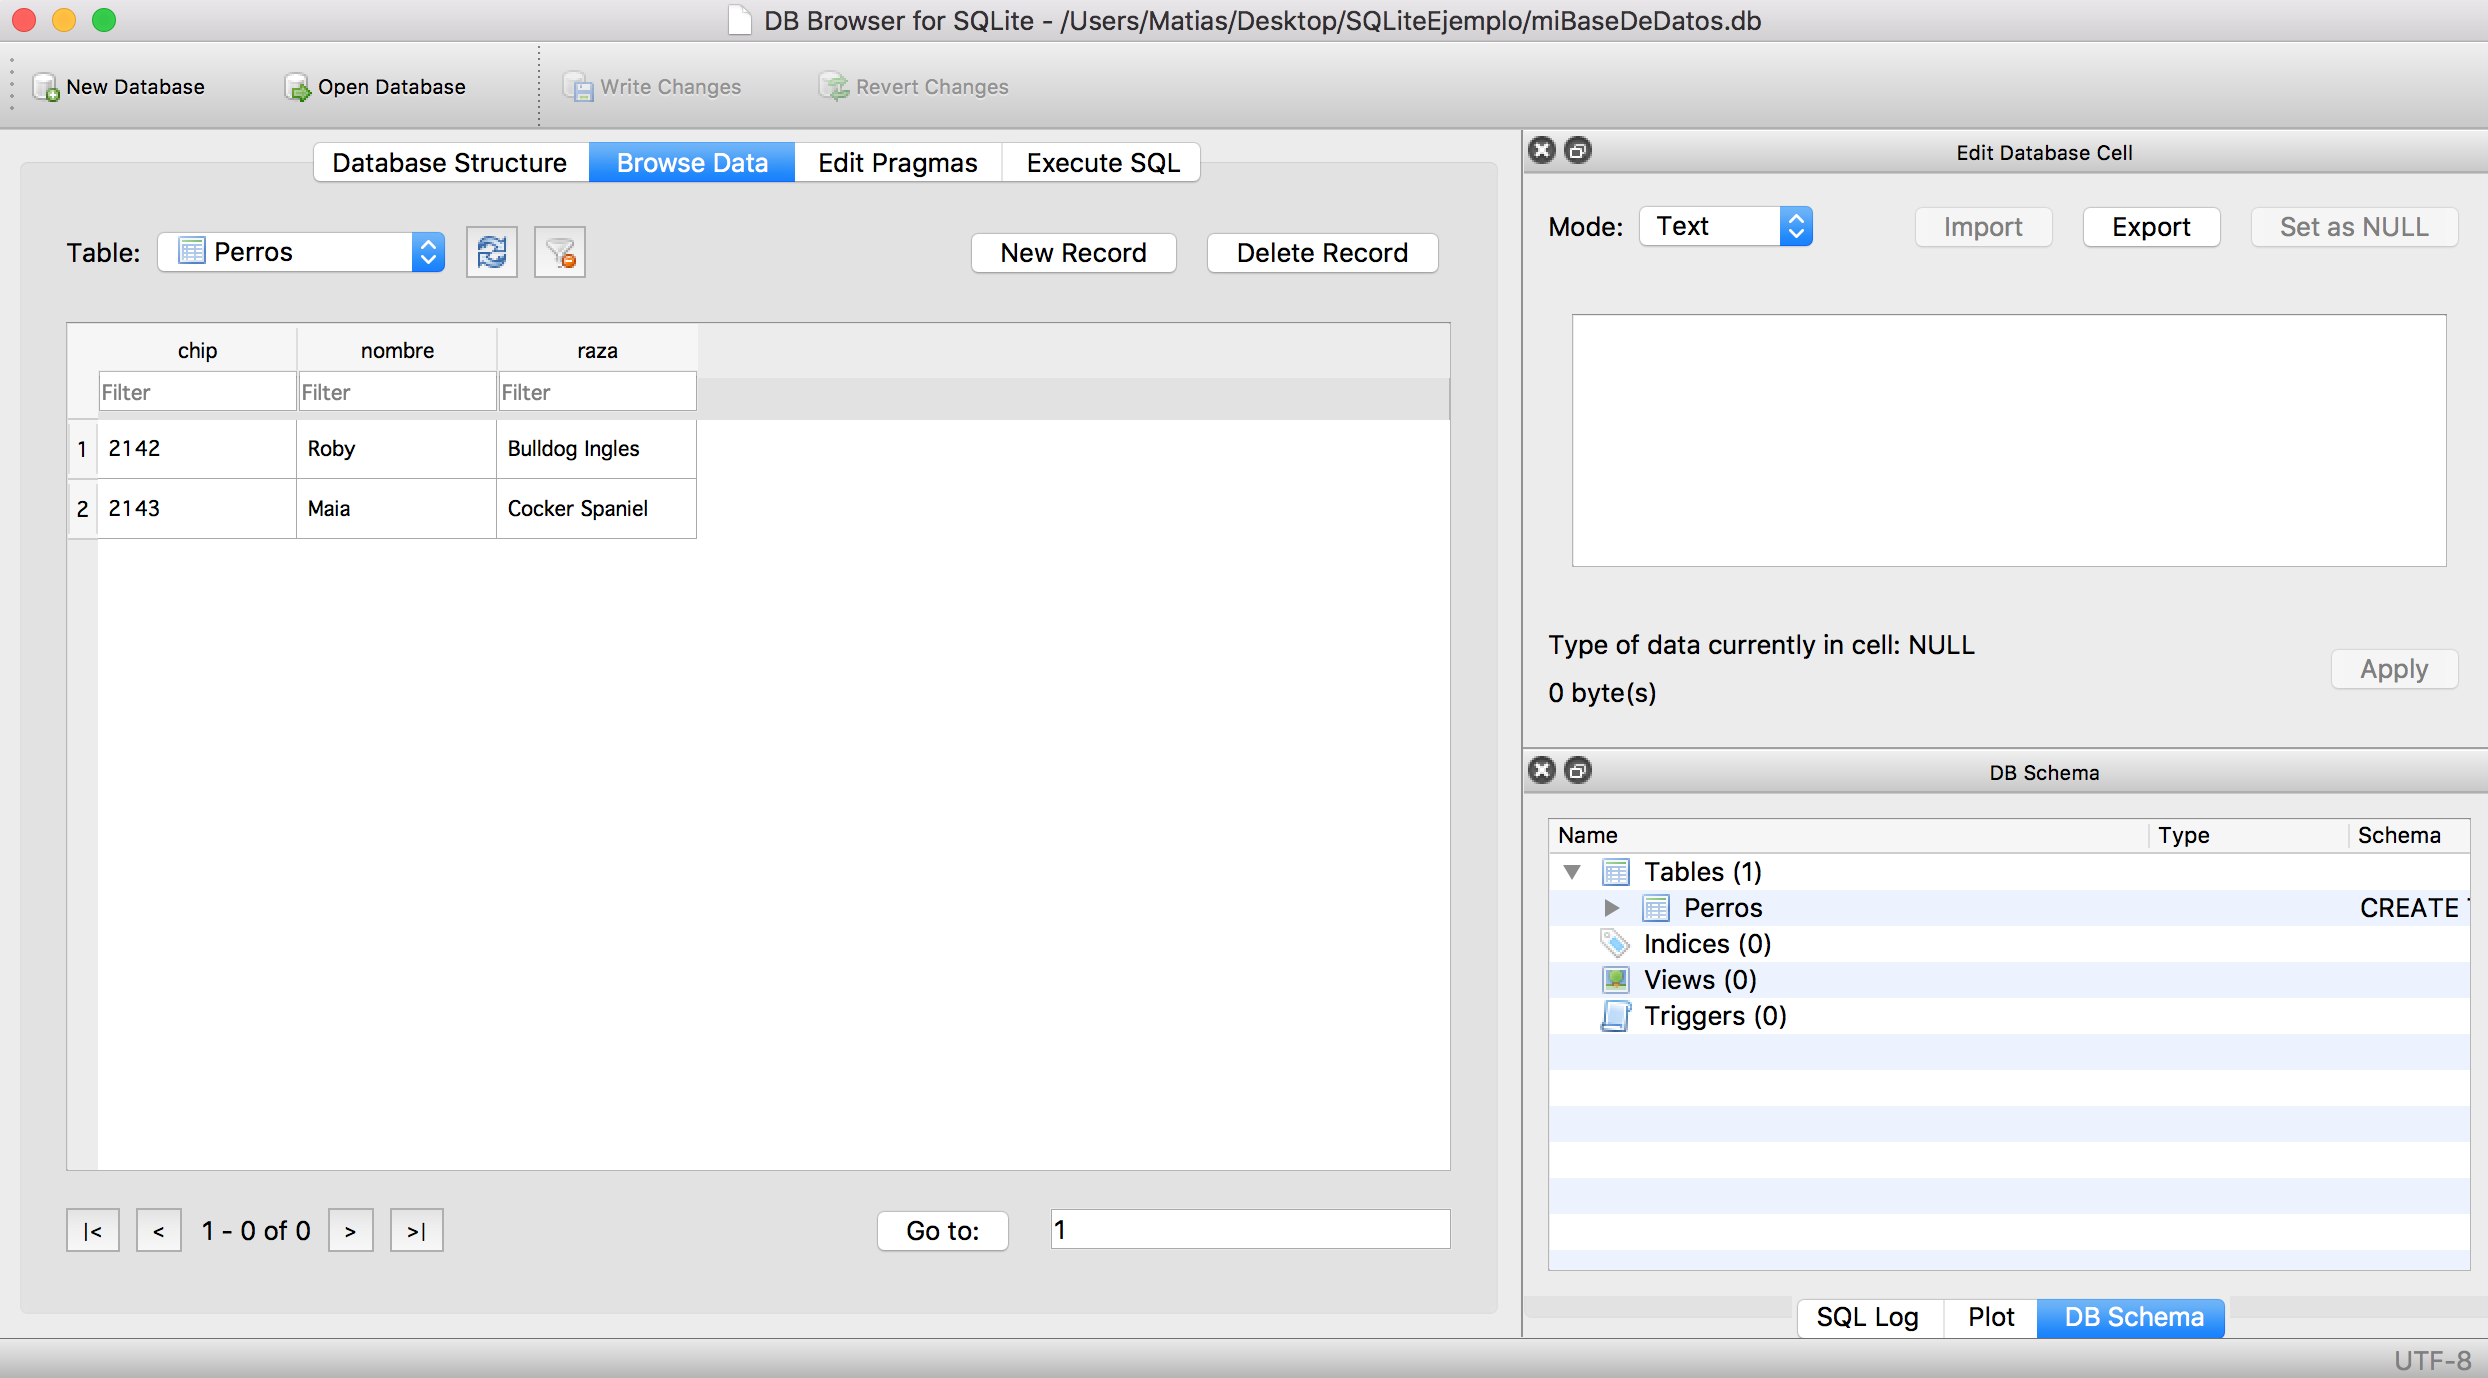 DB Browser for SQLite - /Users/Matias/Desktop/SQLiteEjemplo/miBaseDeDatos.db
New Database Open Database Write Changes Revert Changes
Database Structure Browse Data Edit Pragmas Execute SQL
Table: Perros New Record Delete Record
chip nombre raza
Filter Filter Filter
1 2142 Roby Bulldog Ingles
2 2143 Maia Cocker Spaniel
|< < 1 - 0 of 0 > >| Go to: 1
Edit Database Cell
Mode: Text Import Export Set as NULL
Type of data currently in cell: NULL
0 byte(s)
Apply
DB Schema
Name Type Schema
Tables (1)
Perros CREATE
Indices (0)
Views (0)
Triggers (0)
SQL Log Plot DB Schema
UTF-8